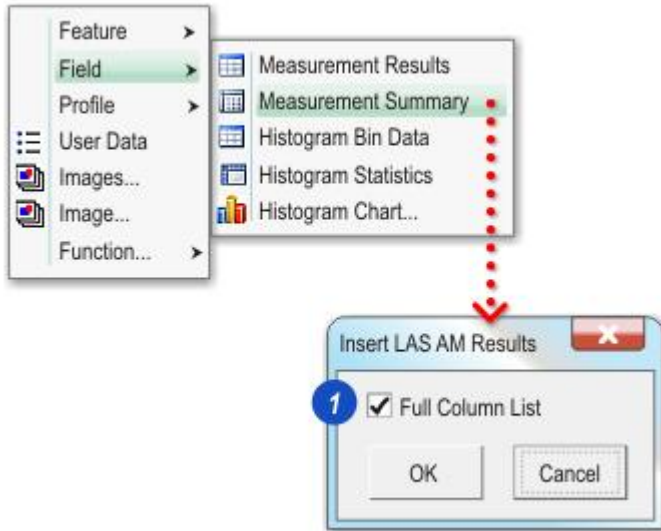 Feature
Field
Profile
User Data
Images...
Image...
Function...
Measurement Results
Measurement Summary
Histogram Bin Data
Histogram Statistics
Histogram Chart...
Insert LAS AM Results
1
Full Column List
OK Cancel